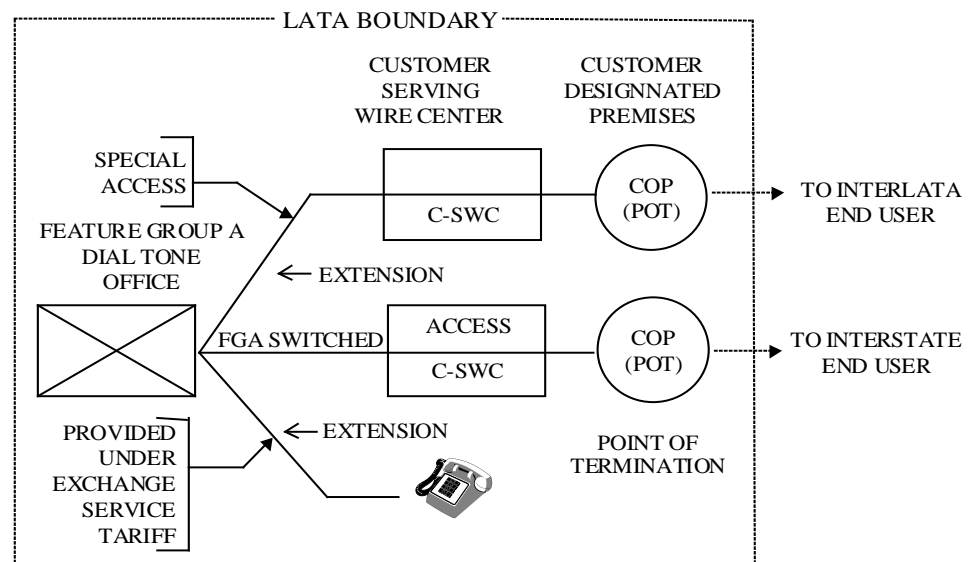 LATA BOUNDARY
CUSTOMER
SERVING
WIRE CENTER
CUSTOMER
DESIGNNATED
PREMISES
SPECIAL
ACCESS
COP
(POT)
C-SWC
TO INTERLATA
END USER
FEATURE GROUP A
DIAL TONE
OFFICE
EXTENSION
FGA SWITCHED
ACCESS
C-SWC
COP
(POT)
TO INTERSTATE
END USER
PROVIDED
UNDER
EXCHANGE
SERVICE
TARIFF
EXTENSION
POINT OF
TERMINATION